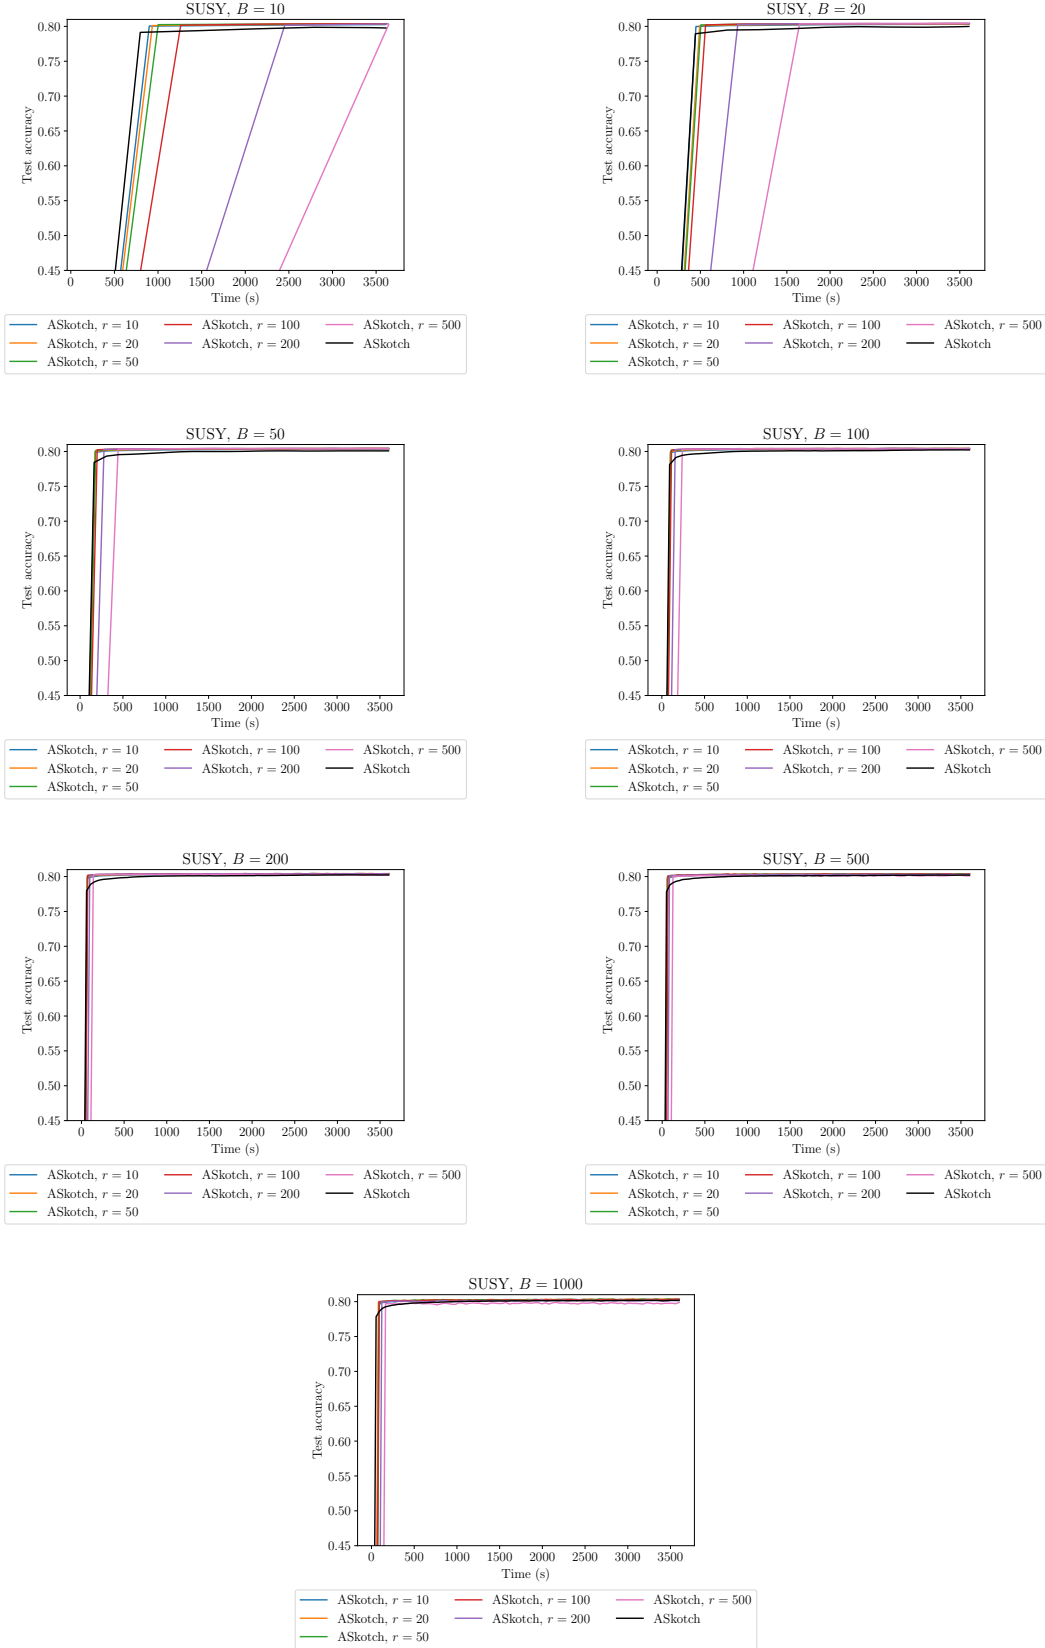 SUSY, B = 10
0.80
0.75
0.70
0.65
0.60
0.55
0.50
0.45
Test accuracy
0 500 1000 1500 2000 2500 3000 3500
Time (s)
ASkotch, r = 10 ASkotch, r = 100 ASkotch, r = 500
ASkotch, r = 20 ASkotch, r = 200 ASkotch
ASkotch, r = 50
SUSY, B = 20
0.80
0.75
0.70
0.65
0.60
0.55
0.50
0.45
Test accuracy
0 500 1000 1500 2000 2500 3000 3500
Time (s)
ASkotch, r = 10 ASkotch, r = 100 ASkotch, r = 500
ASkotch, r = 20 ASkotch, r = 200 ASkotch
ASkotch, r = 50
SUSY, B = 50
0.80
0.75
0.70
0.65
0.60
0.55
0.50
0.45
Test accuracy
0 500 1000 1500 2000 2500 3000 3500
Time (s)
ASkotch, r = 10 ASkotch, r = 100 ASkotch, r = 500
ASkotch, r = 20 ASkotch, r = 200 ASkotch
ASkotch, r = 50
SUSY, B = 100
0.80
0.75
0.70
0.65
0.60
0.55
0.50
0.45
Test accuracy
0 500 1000 1500 2000 2500 3000 3500
Time (s)
ASkotch, r = 10 ASkotch, r = 100 ASkotch, r = 500
ASkotch, r = 20 ASkotch, r = 200 ASkotch
ASkotch, r = 50
SUSY, B = 200
0.80
0.75
0.70
0.65
0.60
0.55
0.50
0.45
Test accuracy
0 500 1000 1500 2000 2500 3000 3500
Time (s)
ASkotch, r = 10 ASkotch, r = 100 ASkotch, r = 500
ASkotch, r = 20 ASkotch, r = 200 ASkotch
ASkotch, r = 50
SUSY, B = 500
0.80
0.75
0.70
0.65
0.60
0.55
0.50
0.45
Test accuracy
0 500 1000 1500 2000 2500 3000 3500
Time (s)
ASkotch, r = 10 ASkotch, r = 100 ASkotch, r = 500
ASkotch, r = 20 ASkotch, r = 200 ASkotch
ASkotch, r = 50
SUSY, B = 1000
0.80
0.75
0.70
0.65
0.60
0.55
0.50
0.45
Test accuracy
0 500 1000 1500 2000 2500 3000 3500
Time (s)
ASkotch, r = 10 ASkotch, r = 100 ASkotch, r = 500
ASkotch, r = 20 ASkotch, r = 200 ASkotch
ASkotch, r = 50